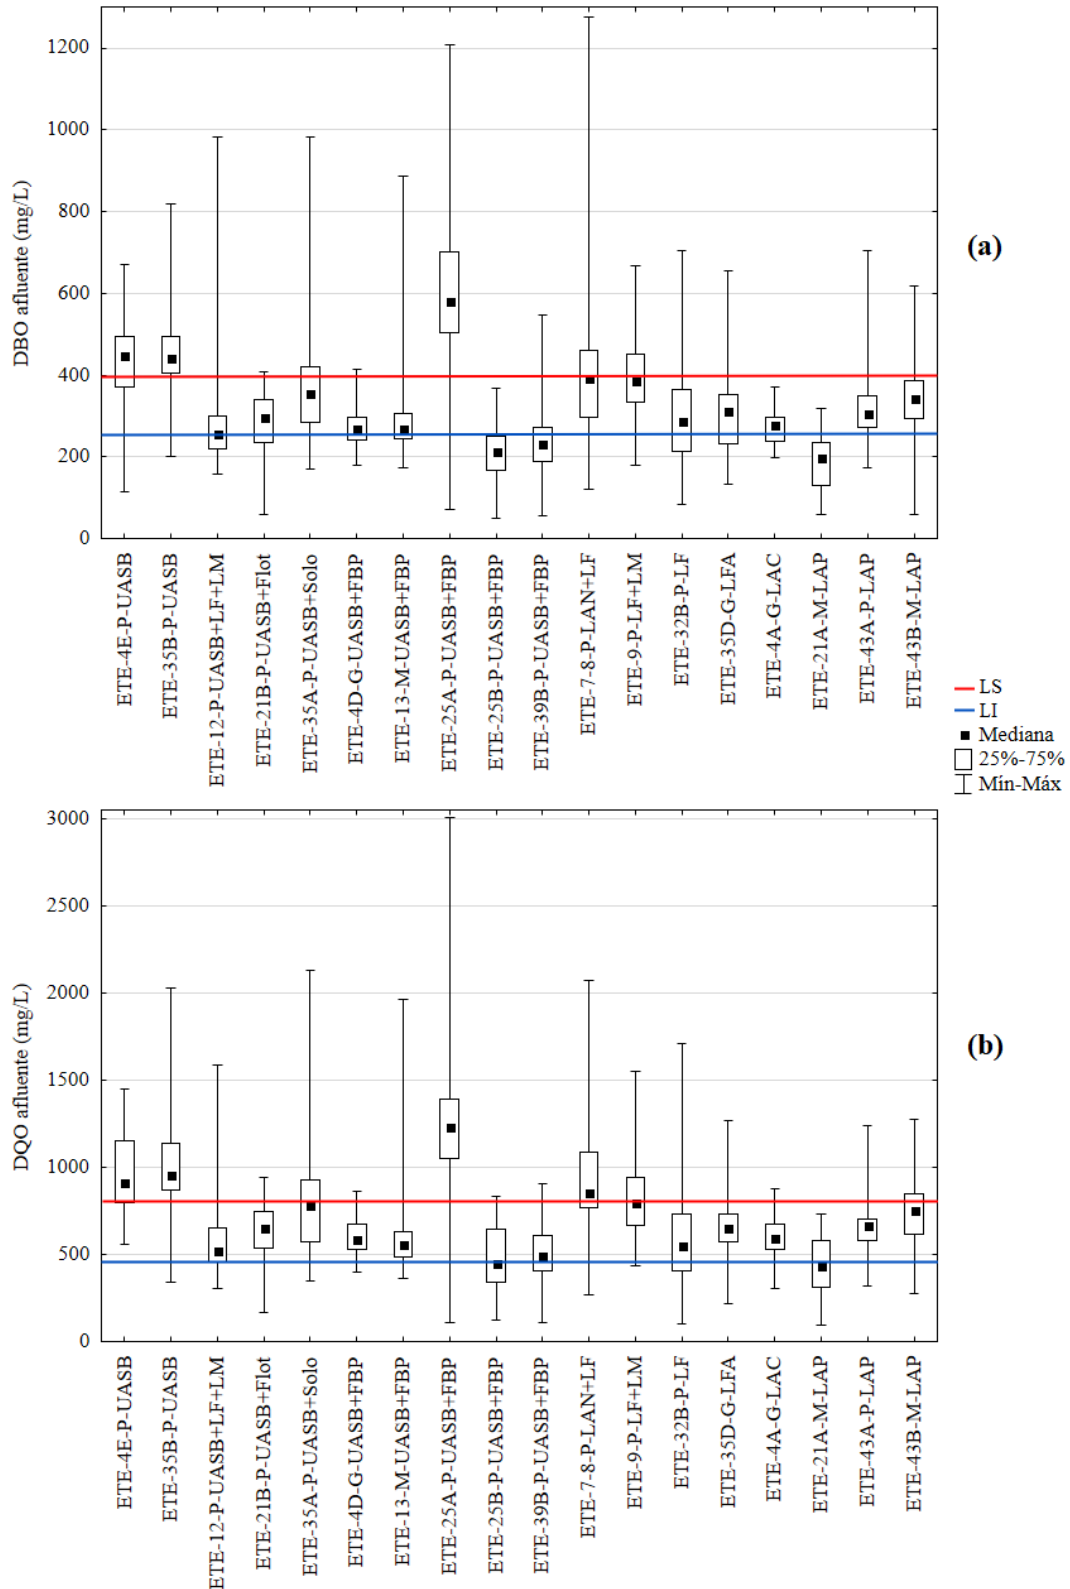 1200
1000
800
600
400
200
0
DBO afluente (mg/L)
(a)
ETE-4E-P-UASB
ETE-35B-P-UASB
ETE-12-P-UASB+LF+LM
ETE-21B-P-UASB+Flot
ETE-35A-P-UASB+Solo
ETE-4D-G-UASB+FBP
ETE-13-M-UASB+FBP
ETE-25A-P-UASB+FBP
ETE-25B-P-UASB+FBP
ETE-39B-P-UASB+FBP
ETE-7-8-P-LAN+LF
ETE-9-P-LF+LM
ETE-32B-P-LF
ETE-35D-G-LFA
ETE-4A-G-LAC
ETE-21A-M-LAP
ETE-43A-P-LAP
ETE-43B-M-LAP
LS
LI
Mediana
25%-75%
Mín-Máx
3000
2500
2000
1500
1000
500
0
DQO afluente (mg/L)
(b)
ETE-4E-P-UASB
ETE-35B-P-UASB
ETE-12-P-UASB+LF+LM
ETE-21B-P-UASB+Flot
ETE-35A-P-UASB+Solo
ETE-4D-G-UASB+FBP
ETE-13-M-UASB+FBP
ETE-25A-P-UASB+FBP
ETE-25B-P-UASB+FBP
ETE-39B-P-UASB+FBP
ETE-7-8-P-LAN+LF
ETE-9-P-LF+LM
ETE-32B-P-LF
ETE-35D-G-LFA
ETE-4A-G-LAC
ETE-21A-M-LAP
ETE-43A-P-LAP
ETE-43B-M-LAP